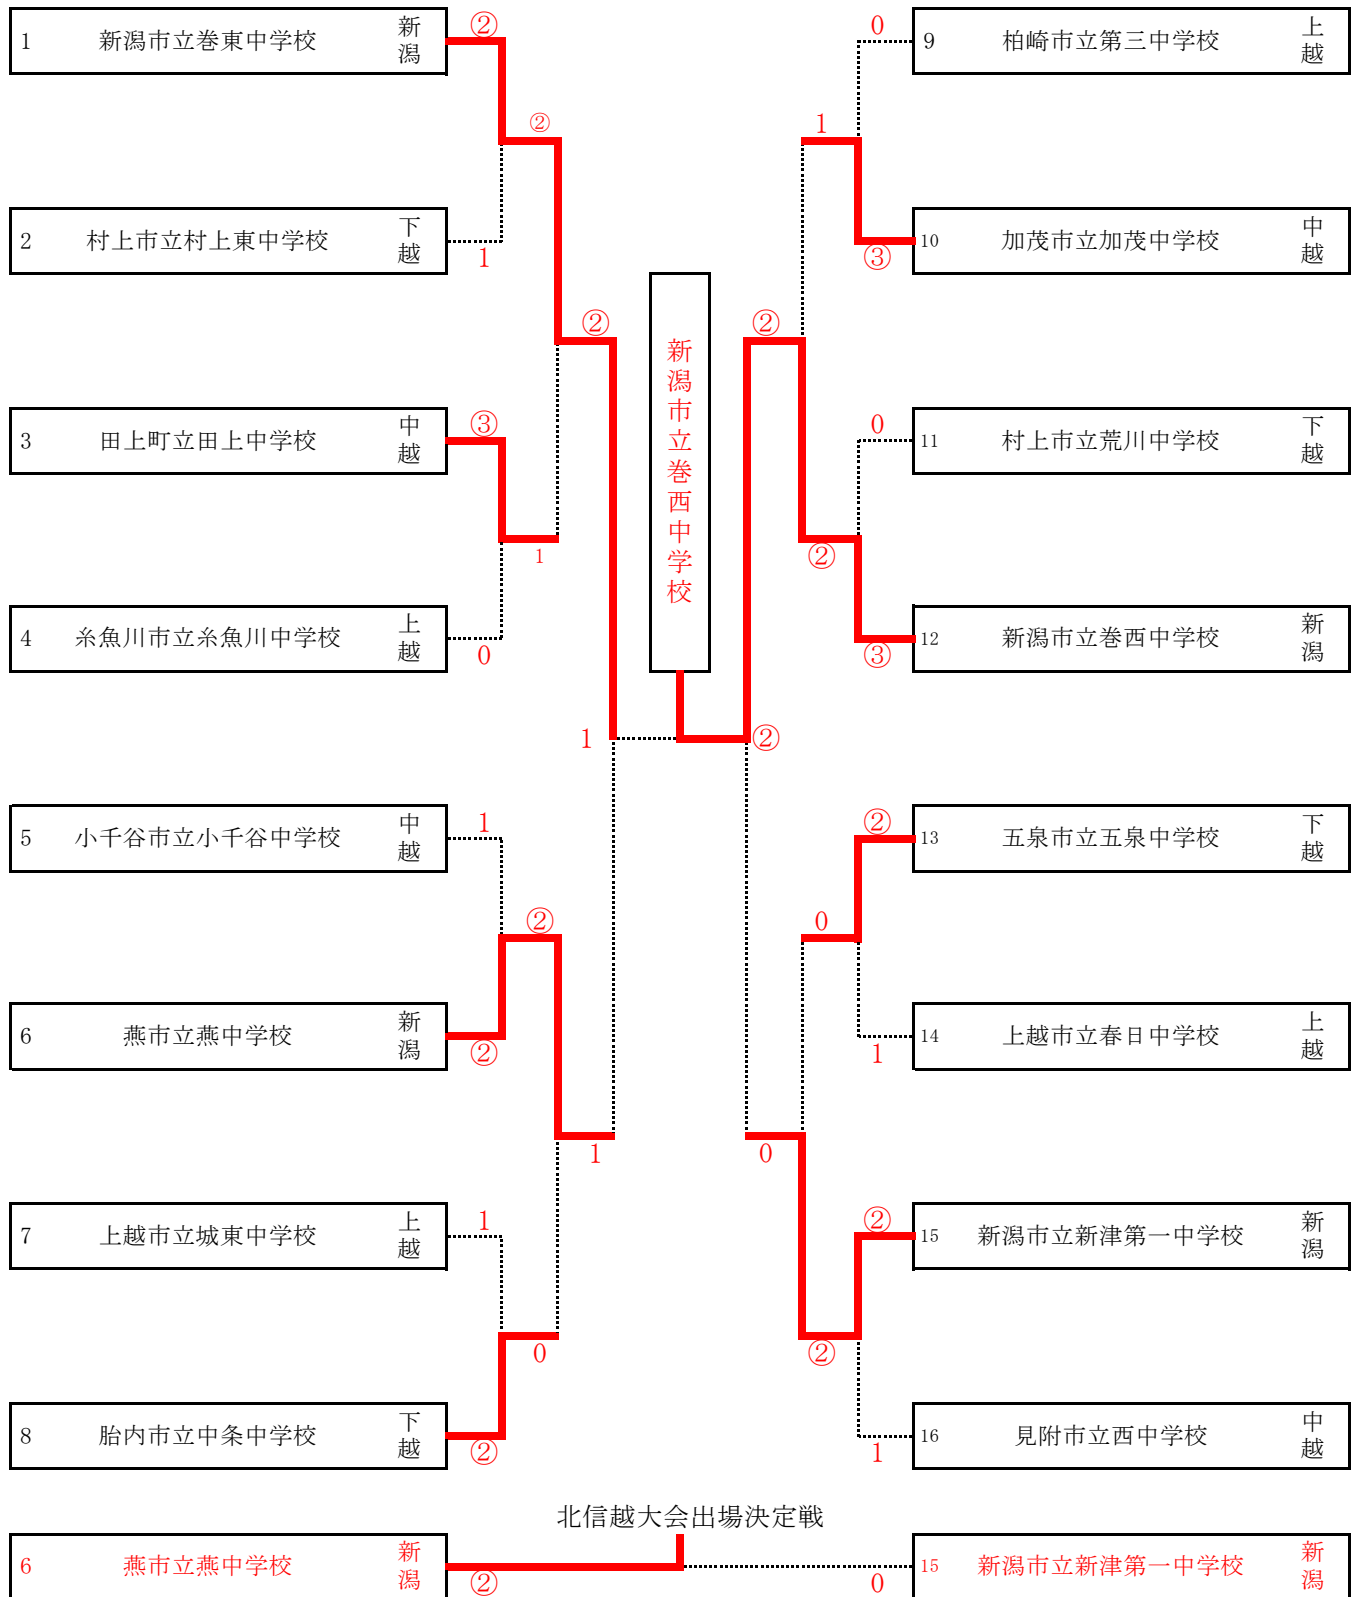 1 新潟市立巻東中学校 新潟 ②
②
2 村上市立村上東中学校 下越 1
②
3 田上町立田上中学校 中越 ③
1
4 糸魚川市立糸魚川中学校 上越 0
1
5 小千谷市立小千谷中学校 中越 1
②
6 燕市立燕中学校 新潟 ②
1
7 上越市立城東中学校 上越 1
0
8 胎内市立中条中学校 下越 ②
新潟市立巻西中学校
0 9 柏崎市立第三中学校 上越
1
③ 10 加茂市立加茂中学校 中越
②
0 11 村上市立荒川中学校 下越
②
③ 12 新潟市立巻西中学校 新潟
②
② 13 五泉市立五泉中学校 下越
0
1 14 上越市立春日中学校 上越
0
② 15 新潟市立新津第一中学校 新潟
②
1 16 見附市立西中学校 中越
北信越大会出場決定戦
6 燕市立燕中学校 新潟 ②
0 15 新潟市立新津第一中学校 新潟